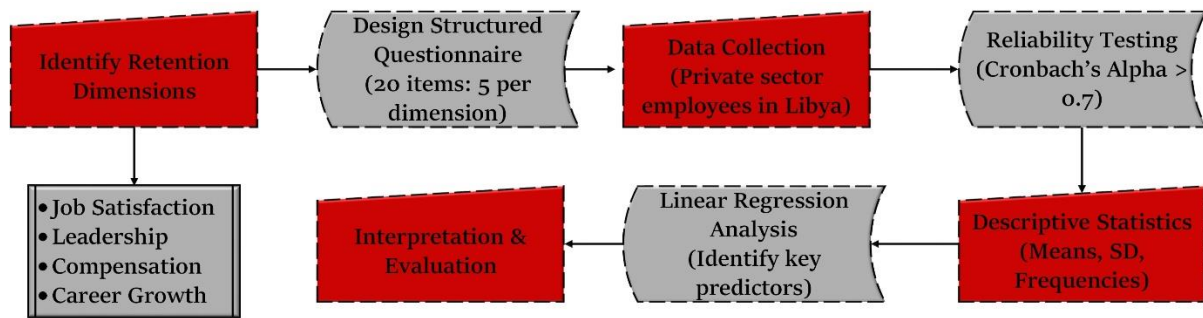 Identify Retention
Dimensions
Design Structured
Questionnaire
(20 items: 5 per
dimension)
Data Collection
(Private sector
employees in Libya)
Reliability Testing
(Cronbach's Alpha >
0.7)
• Job Satisfaction
• Leadership
• Compensation
• Career Growth
Interpretation &
Evaluation
Linear Regression
Analysis
(Identify key
predictors)
Descriptive Statistics
(Means, SD,
Frequencies)